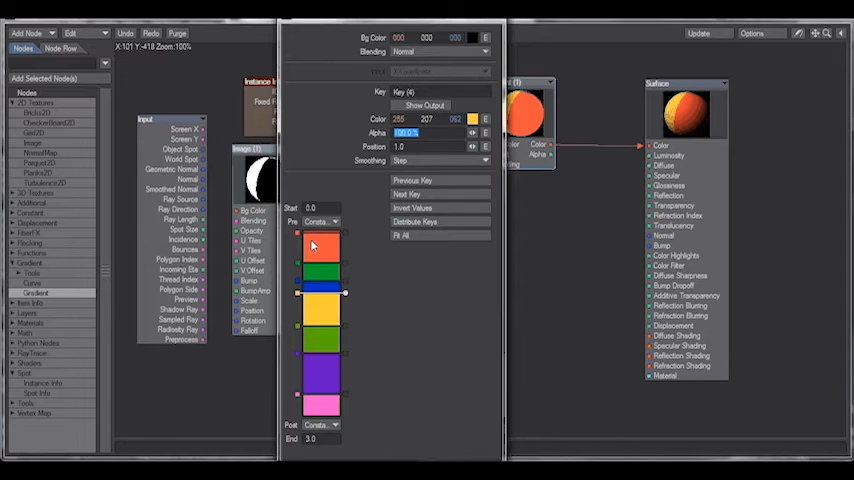 Add Node
Edit
Undo
Redo
Purge
Update
Options
Nodes
Node Flow
X:101 Y:-418 Zoom:100%
Add Selected Node(s)
Nodes
2D Textures
Bricks2D
CheckerBoard2D
Grid2D
Image
NormalMap
Parquet2D
Planks2D
Turbulence2D
3D Textures
Additional
Constant
Displacement
FiberFX
Flocking
Functions
Gradient
Tools
Curve
Gradient
Item Info
Layers
Materials
Math
Python Nodes
RayTrace
Shaders
Spot
Instance Info
Spot Info
Tools
Vertex Map
Input
Screen X
Screen Y
Object Spot
World Spot
Geometric Normal
Normal
Smoothed Normal
Ray Source
Ray Direction
Ray Length
Spot Size
Incidence
Bounces
Polygon Index
Incoming Eta
Thread Index
Polygon Side
Preview
Shadow Ray
Diffuse Ray
Radiosity Ray
Preprocess
Instance In
Fixed
Image (1)
Bg Color
Blending
Opacity
U Tiles
V Tiles
U Offset
V Offset
Bump
BumpAmp
Scale
Position
Rotation
Falloff
Bg Color 000 000 000 E
Blending Normal
Input X Coordinate
Key Key (4)
Show Output
Color 255 207 062 E
Alpha 100.0 % E
Position 1.0 E
Smoothing Step
Previous Key
Next Key
Invert Values
Distribute Keys
Fit All
Start 0.0
Pre Consta...
Post Consta...
End 3.0
(1)
Color Color
Alpha
Surface
Color
Luminosity
Diffuse
Specular
Glossiness
Reflection
Transparency
Refraction Index
Translucency
Normal
Bump
Color Highlights
Color Filter
Diffuse Sharpness
Bump Dropoff
Additive Transparency
Reflection Blurring
Refraction Blurring
Displacement
Diffuse Shading
Specular Shading
Reflection Shading
Refraction Shading
Material